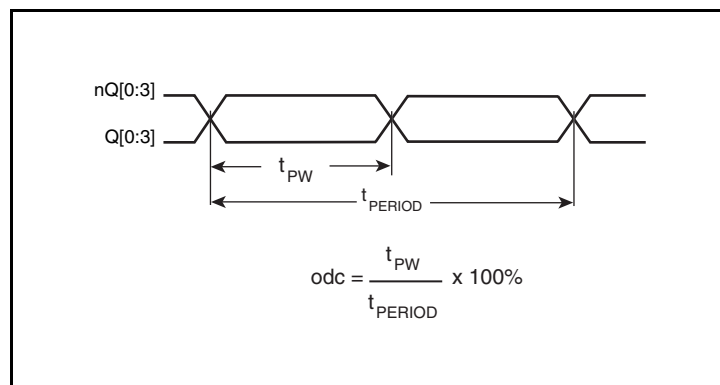 nQ[0:3]
Q[0:3]
tPW
tPERIOD
odc = tPW / tPERIOD x 100%